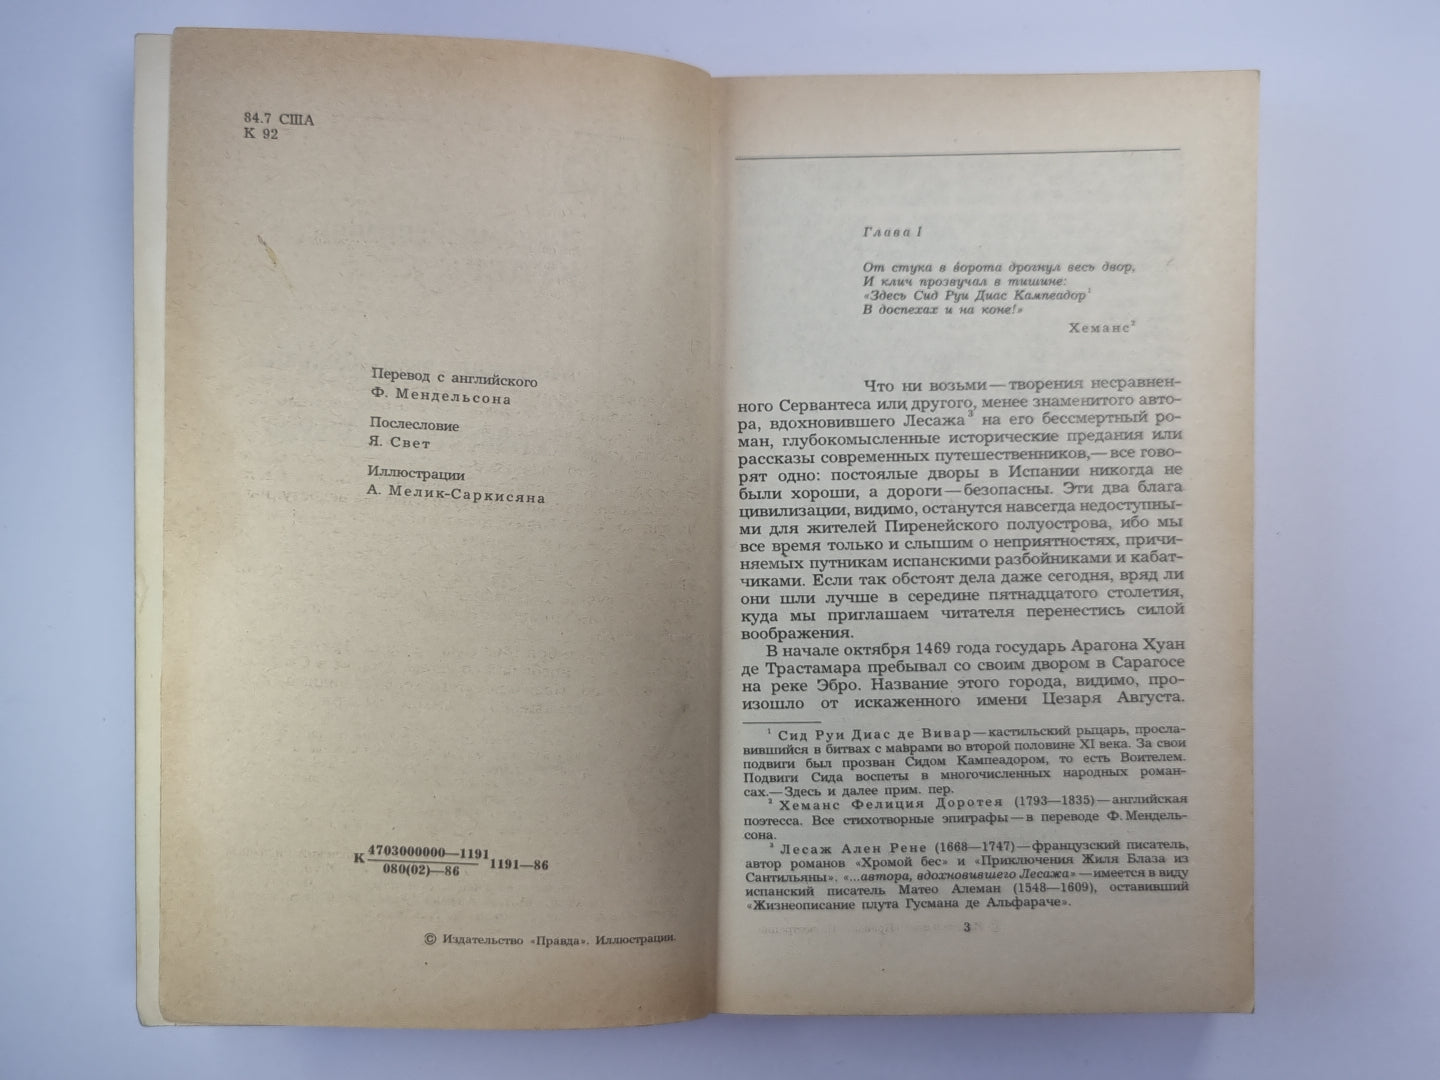 84.7 США
К 92
Перевод с английского
Ф. Мендельсона
Послесловие
Я. Свет
Иллюстрации
А. Мелик-Саркисяна
К 4703000000—1191 1191—86
080(02)—86
© Издательство «Правда». Иллюстрации.
Глава I
От стука в ворота дрогнул весь двор,
И клич прозвучал в тишине:
«Здесь Сид Руи Диас Кампеадор¹
В доспехах и на коне!»
Хеманс²
Что ни возьми — творения несравнен-
ного Сервантеса или другого, менее знаменитого авто-
ра, вдохновившего Лесажа³ на его бессмертный ро-
ман, глубокомысленные исторические предания или
рассказы современных путешественников,— все гово-
рят одно: постоялые дворы в Испании никогда не
были хороши, а дороги — безопасны. Эти два блага
цивилизации, видимо, останутся навсегда недоступны-
ми для жителей Пиренейского полуострова, ибо мы
все время только и слышим о неприятностях, причи-
няемых путникам испанскими разбойниками и кабат-
чиками. Если так обстоят дела даже сегодня, вряд ли
они шли лучше в середине пятнадцатого столетия,
куда мы приглашаем читателя перенестись силой
воображения.
В начале октября 1469 года государь Арагона Хуан
де Трастамара пребывал со своим двором в Сарагосе
на реке Эбро. Название этого города, видимо, про-
изошло от искаженного имени Цезаря Августа.
¹ Сид Руи Диас де Вивар — кастильский рыцарь, просла-
вившийся в битвах с маврами во второй половине XI века. За свои
подвиги был прозван Сидом Кампеадором, то есть Воителем.
Подвиги Сида воспеты в многочисленных народных роман-
сах.— Здесь и далее прим. пер.
² Хеманс Фелиция Доротея (1793—1835) — английская
поэтесса. Все стихотворные эпиграфы — в переводе Ф. Мендель-
сона.
³ Лесаж Ален Рене (1668—1747) — французский писатель,
автор романов «Хромой бес» и «Приключения Жиля Блаза из
Сантильяны». «...автора, вдохновившего Лесажа» — имеется в виду
испанский писатель Матео Алеман (1548—1609), оставивший
«Жизнеописание плута Гусмана де Альфараче».
3